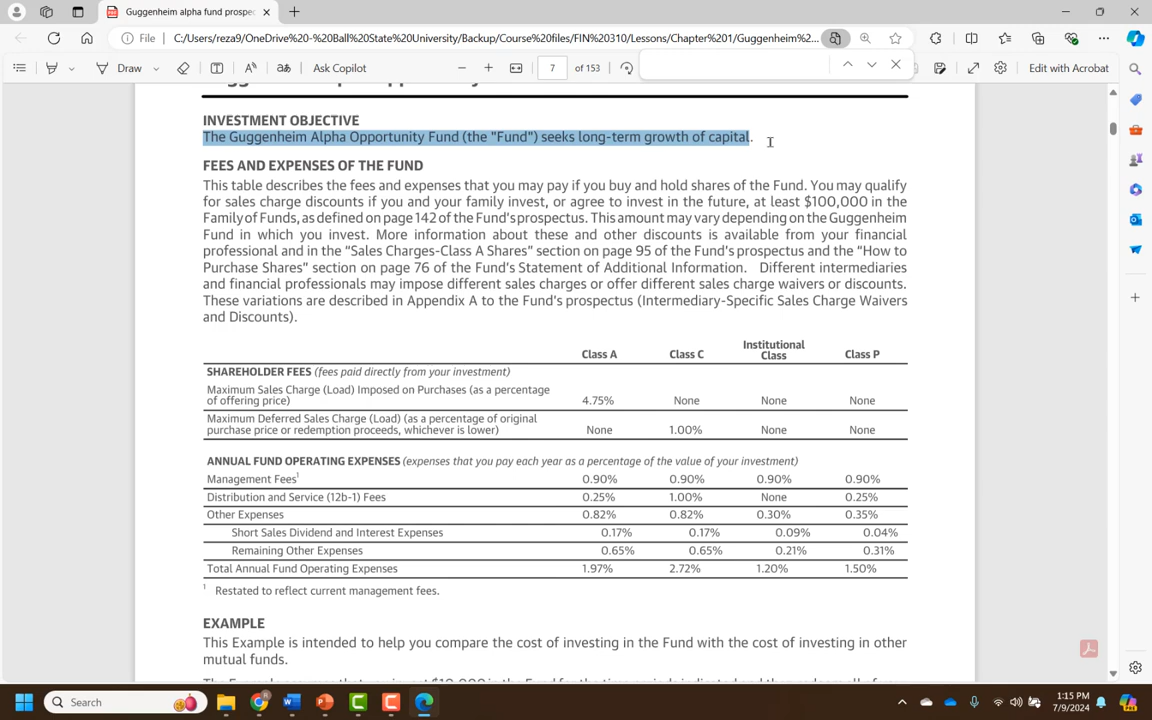 Guggenheim alpha fund prospe
File
C:/Users/reza9/OneDrive%20-%20Ball%20State%20University/Backup/Course%20files/FIN%20310/Lessons/Chapter%201/Guggenheim%2...
Draw
Ask Copilot
7 of 153
Edit with Acrobat
INVESTMENT OBJECTIVE
The Guggenheim Alpha Opportunity Fund (the "Fund") seeks long-term growth of capital.
FEES AND EXPENSES OF THE FUND
This table describes the fees and expenses that you may pay if you buy and hold shares of the Fund. You may qualify
for sales charge discounts if you and your family invest, or agree to invest in the future, at least $100,000 in the
Family of Funds, as defined on page 142 of the Fund's prospectus. This amount may vary depending on the Guggenheim
Fund in which you invest. More information about these and other discounts is available from your financial
professional and in the "Sales Charges-Class A Shares" section on page 95 of the Fund's prospectus and the "How to
Purchase Shares" section on page 76 of the Fund's Statement of Additional Information. Different intermediaries
and financial professionals may impose different sales charges or offer different sales charge waivers or discounts.
These variations are described in Appendix A to the Fund's prospectus (Intermediary-Specific Sales Charge Waivers
and Discounts).
Class A Class C Institutional Class Class P
SHAREHOLDER FEES (fees paid directly from your investment)
Maximum Sales Charge (Load) Imposed on Purchases (as a percentage
of offering price) 4.75% None None None
Maximum Deferred Sales Charge (Load) (as a percentage of original
purchase price or redemption proceeds, whichever is lower) None 1.00% None None
ANNUAL FUND OPERATING EXPENSES (expenses that you pay each year as a percentage of the value of your investment)
Management Fees1 0.90% 0.90% 0.90% 0.90%
Distribution and Service (12b-1) Fees 0.25% 1.00% None 0.25%
Other Expenses 0.82% 0.82% 0.30% 0.35%
Short Sales Dividend and Interest Expenses 0.17% 0.17% 0.09% 0.04%
Remaining Other Expenses 0.65% 0.65% 0.21% 0.31%
Total Annual Fund Operating Expenses 1.97% 2.72% 1.20% 1.50%
1 Restated to reflect current management fees.
EXAMPLE
This Example is intended to help you compare the cost of investing in the Fund with the cost of investing in other
mutual funds.
Search
1:15 PM
7/9/2024